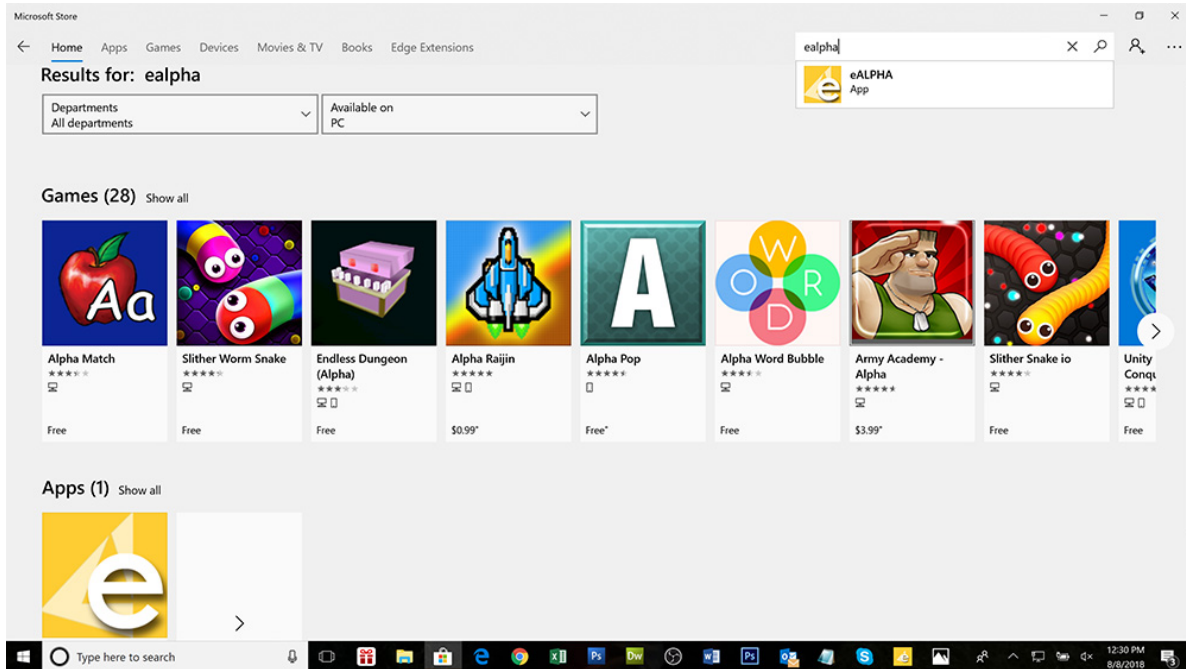 Microsoft Store
Home Apps Games Devices Movies & TV Books Edge Extensions
ealpha
eALPHA
App
Results for: ealpha
Departments
All departments
Available on
PC
Games (28) Show all
Aa
A
W
O R
D
Alpha Match
Slither Worm Snake
Endless Dungeon
(Alpha)
Alpha Raijin
Alpha Pop
Alpha Word Bubble
Army Academy -
Alpha
Slither Snake io
Unity
Free
Free
Free
$0.99*
Free*
Free
$3.99*
Free
Free
Apps (1) Show all
e
Type here to search
Ps
Dw
Ps
12:30 PM
8/8/2018